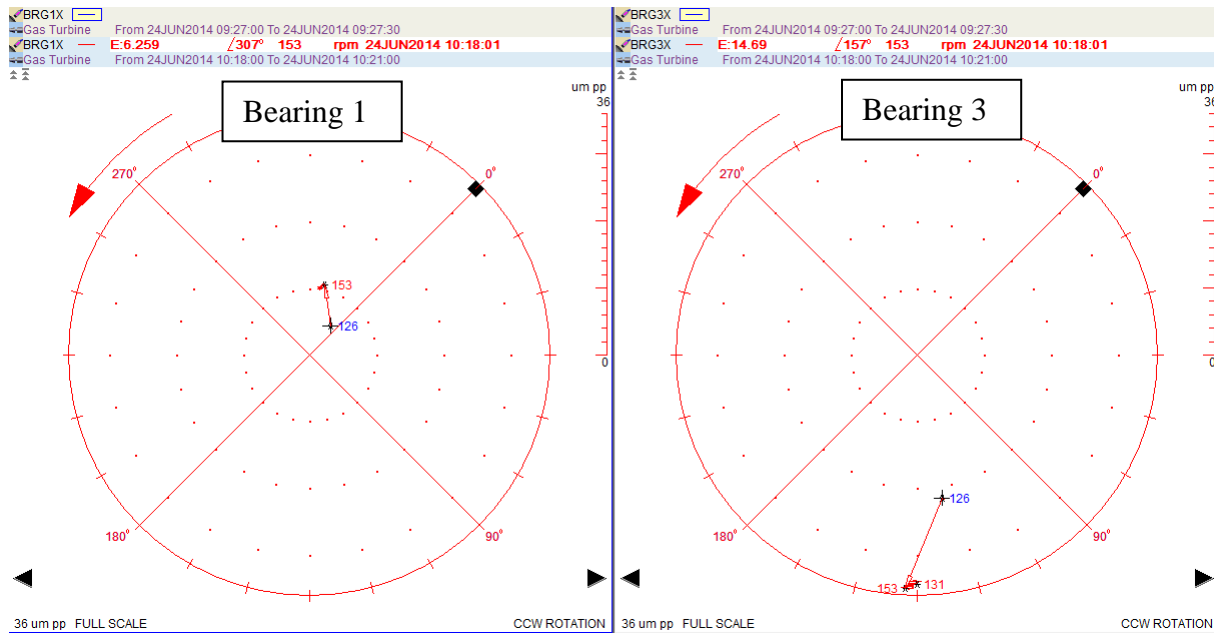 BRG1X
Gas Turbine From 24JUN2014 09:27:00 To 24JUN2014 09:27:30
BRG1X E:6.259 /307° 153 rpm 24JUN2014 10:18:01
Gas Turbine From 24JUN2014 10:18:00 To 24JUN2014 10:21:00
um pp
36
Bearing 1
270°
0°
153
126
0
180°
90°
36 um pp FULL SCALE CCW ROTATION
BRG3X
Gas Turbine From 24JUN2014 09:27:00 To 24JUN2014 09:27:30
BRG3X E:14.69 /157° 153 rpm 24JUN2014 10:18:01
Gas Turbine From 24JUN2014 10:18:00 To 24JUN2014 10:21:00
um pp
36
Bearing 3
270°
0°
0
126
180°
90°
153 131
36 um pp FULL SCALE CCW ROTATION